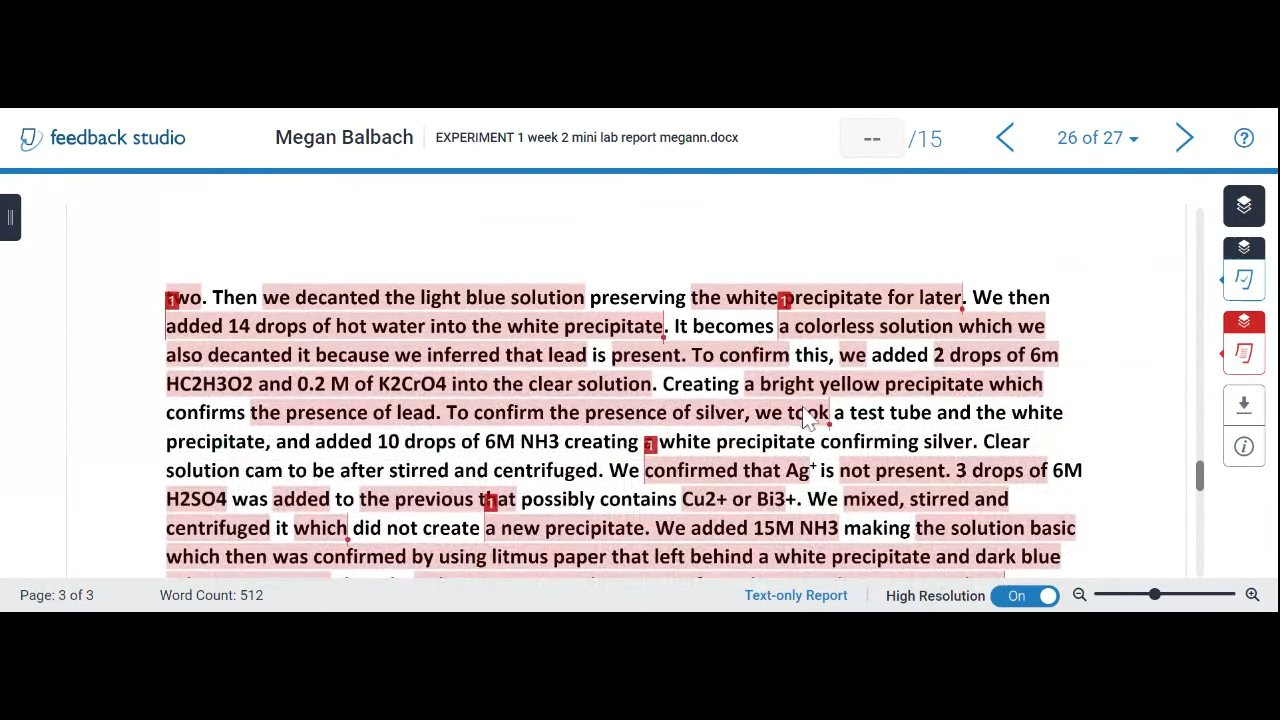 feedback studio
Megan Balbach
EXPERIMENT 1 week 2 mini lab report megann.docx
-- /15
26 of 27
two. Then we decanted the light blue solution preserving the white precipitate for later. We then
added 14 drops of hot water into the white precipitate. It becomes a colorless solution which we
also decanted it because we inferred that lead is present. To confirm this, we added 2 drops of 6m
HC2H3O2 and 0.2 M of K2CrO4 into the clear solution. Creating a bright yellow precipitate which
confirms the presence of lead. To confirm the presence of silver, we took a test tube and the white
precipitate, and added 10 drops of 6M NH3 creating a white precipitate confirming silver. Clear
solution cam to be after stirred and centrifuged. We confirmed that Ag⁺ is not present. 3 drops of 6M
H2SO4 was added to the previous that possibly contains Cu2+ or Bi3+. We mixed, stirred and
centrifuged it which did not create a new precipitate. We added 15M NH3 making the solution basic
which then was confirmed by using litmus paper that left behind a white precipitate and dark blue
Page: 3 of 3
Word Count: 512
Text-only Report
High Resolution
On